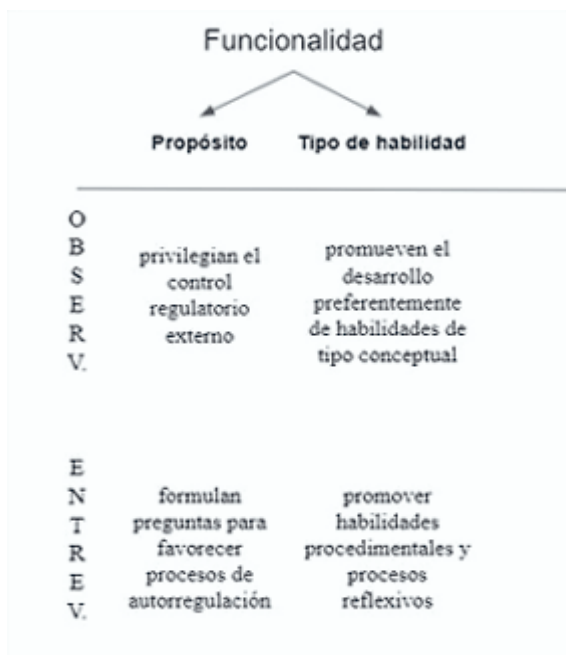 Funcionalidad
Propósito Tipo de habilidad
O
B
S
E
R
V.
privilegian el
control
regulatorio
externo
promueven el
desarrollo
preferentemente
de habilidades de
tipo conceptual
E
N
T
R
E
V.
formulan
preguntas para
favorecer
procesos de
autorregulación
promover
habilidades
procedimentales y
procesos
reflexivos